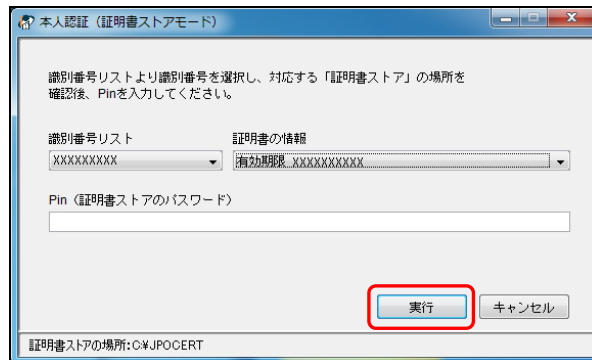 本人認証（証明書ストアモード）
識別番号リストより識別番号を選択し、対応する「証明書ストア」の場所を
確認後、Pinを入力してください。
識別番号リスト 証明書の情報
XXXXXXXXX 有効期限 XXXXXXXXXX
Pin（証明書ストアのパスワード）
実行 キャンセル
証明書ストアの場所:C:¥JPOCERT